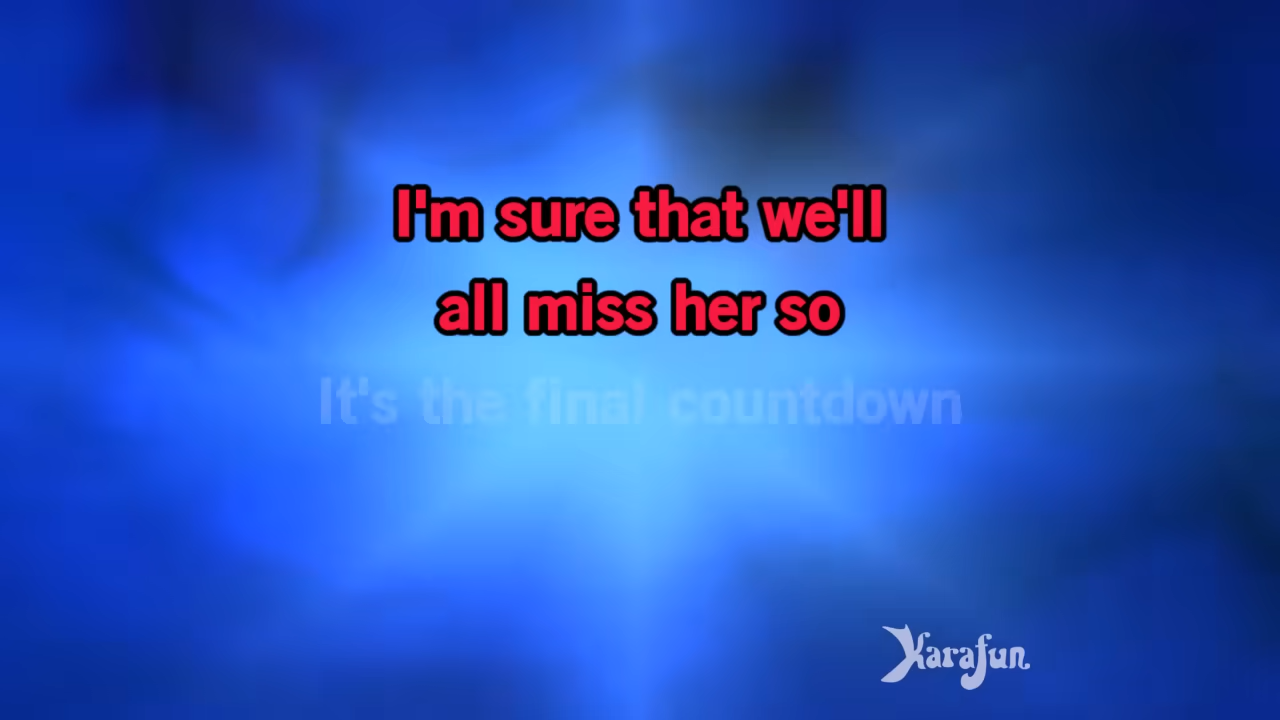 I'm sure that we'll
all miss her so
It's the final countdown
Karafun